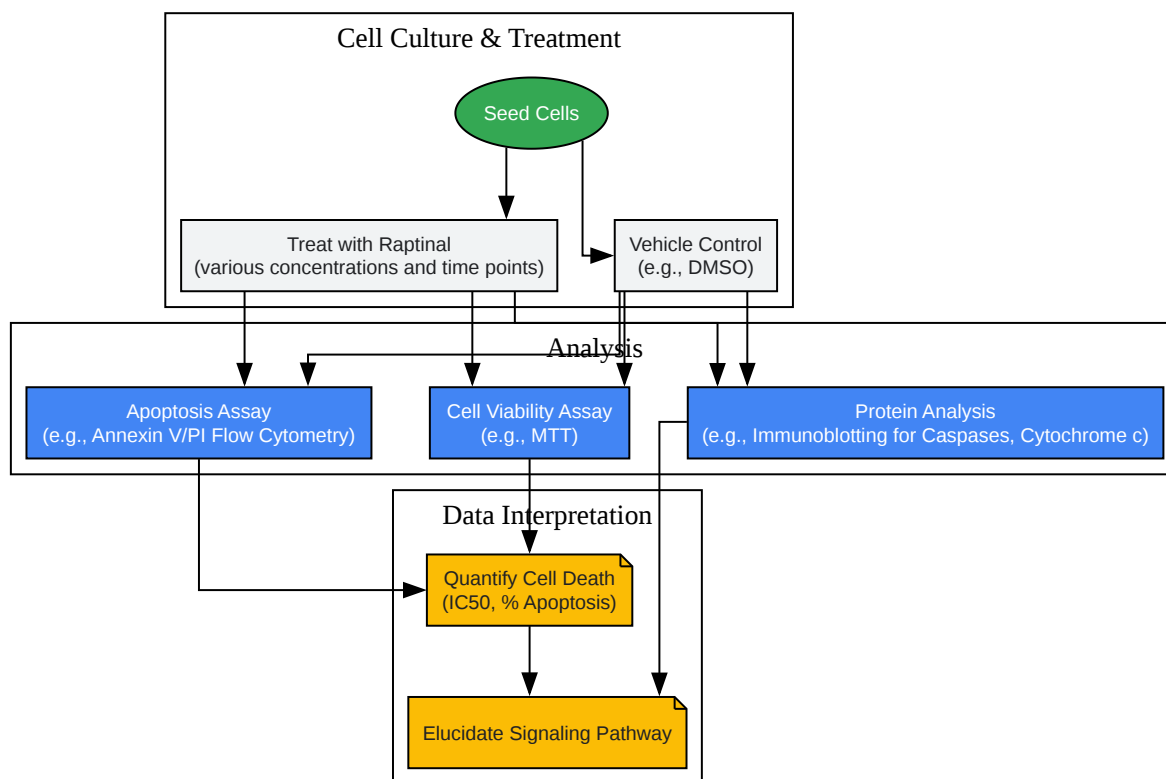 Cell Culture & Treatment
Seed Cells
Treat with Raptinal
(various concentrations and time points)
Vehicle Control
(e.g., DMSO)
Analysis
Apoptosis Assay
(e.g., Annexin V/PI Flow Cytometry)
Cell Viability Assay
(e.g., MTT)
Protein Analysis
(e.g., Immunoblotting for Caspases, Cytochrome c)
Data Interpretation
Quantify Cell Death
(IC50, % Apoptosis)
Elucidate Signaling Pathway